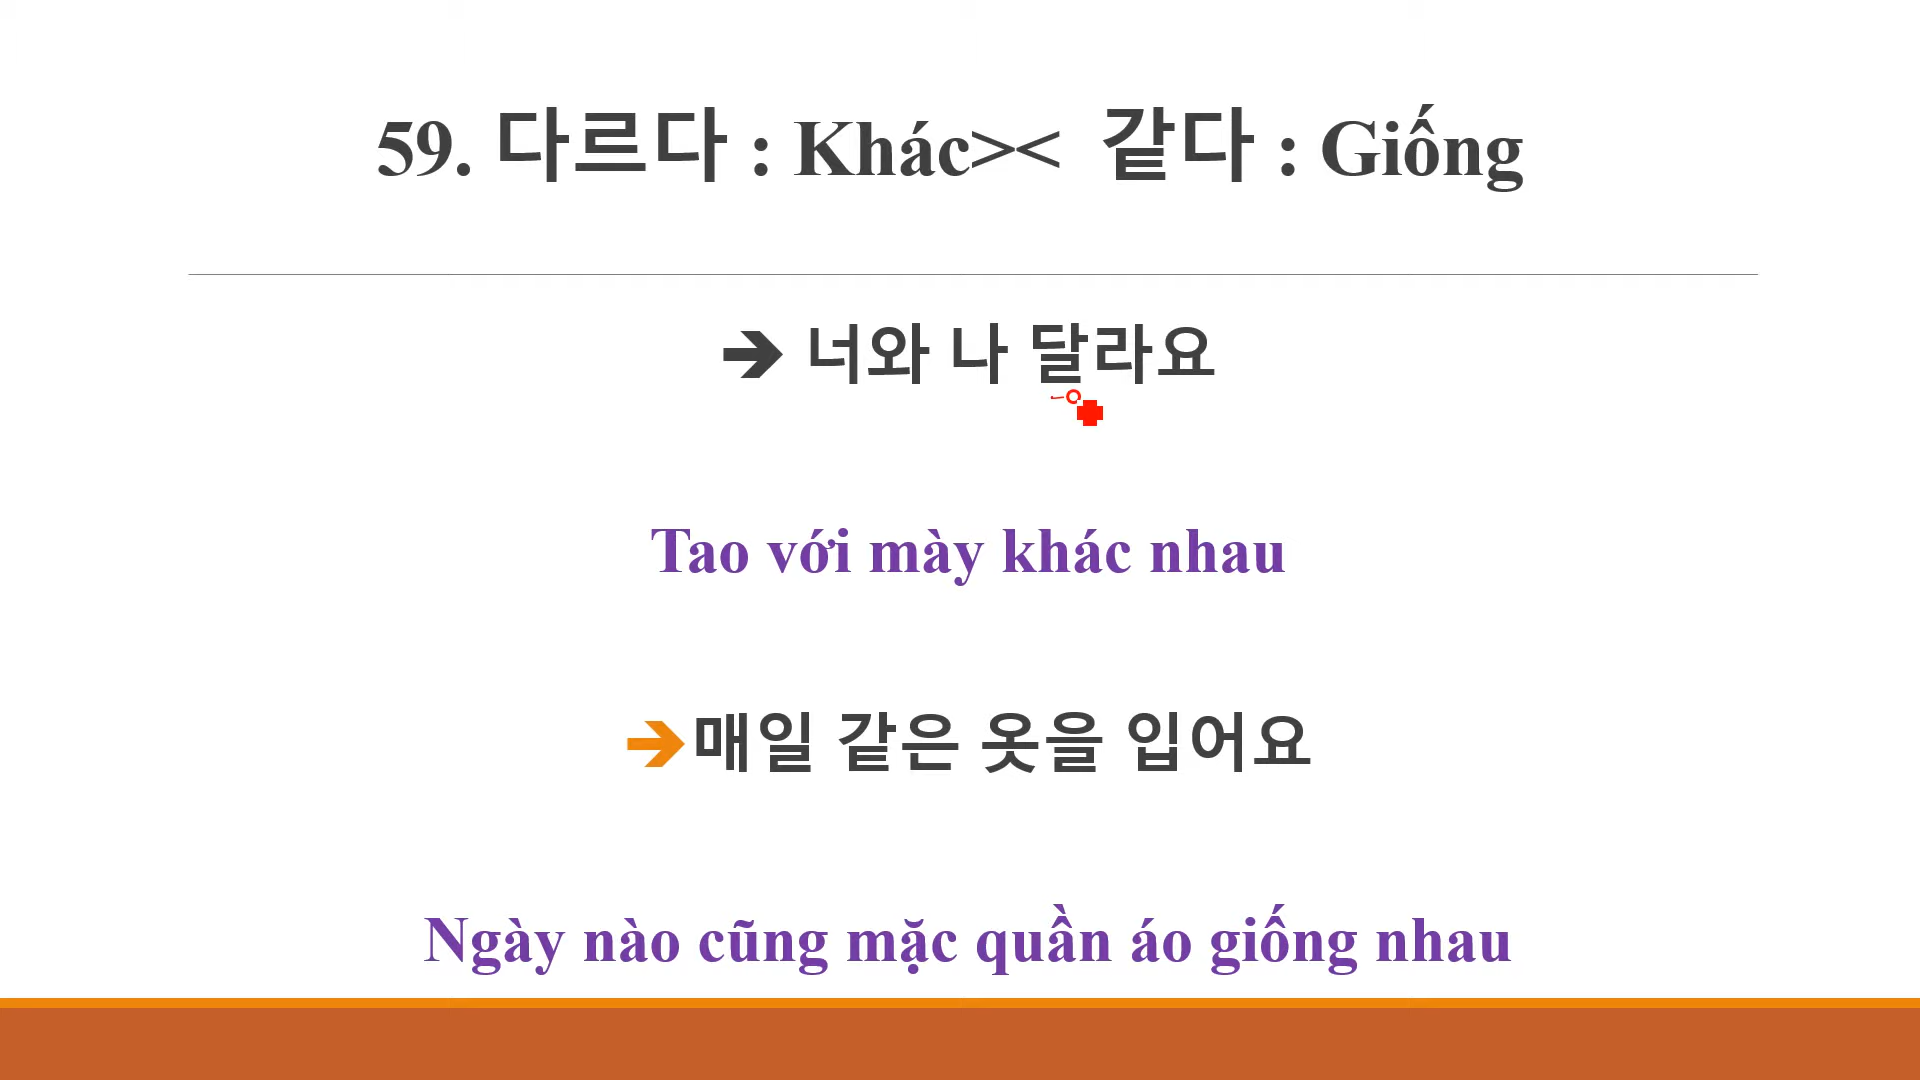 59. 다르다 : Khác>< 같다 : Giống
➔ 너와 나 달라요
Tao với mày khác nhau
➔매일 같은 옷을 입어요
Ngày nào cũng mặc quần áo giống nhau